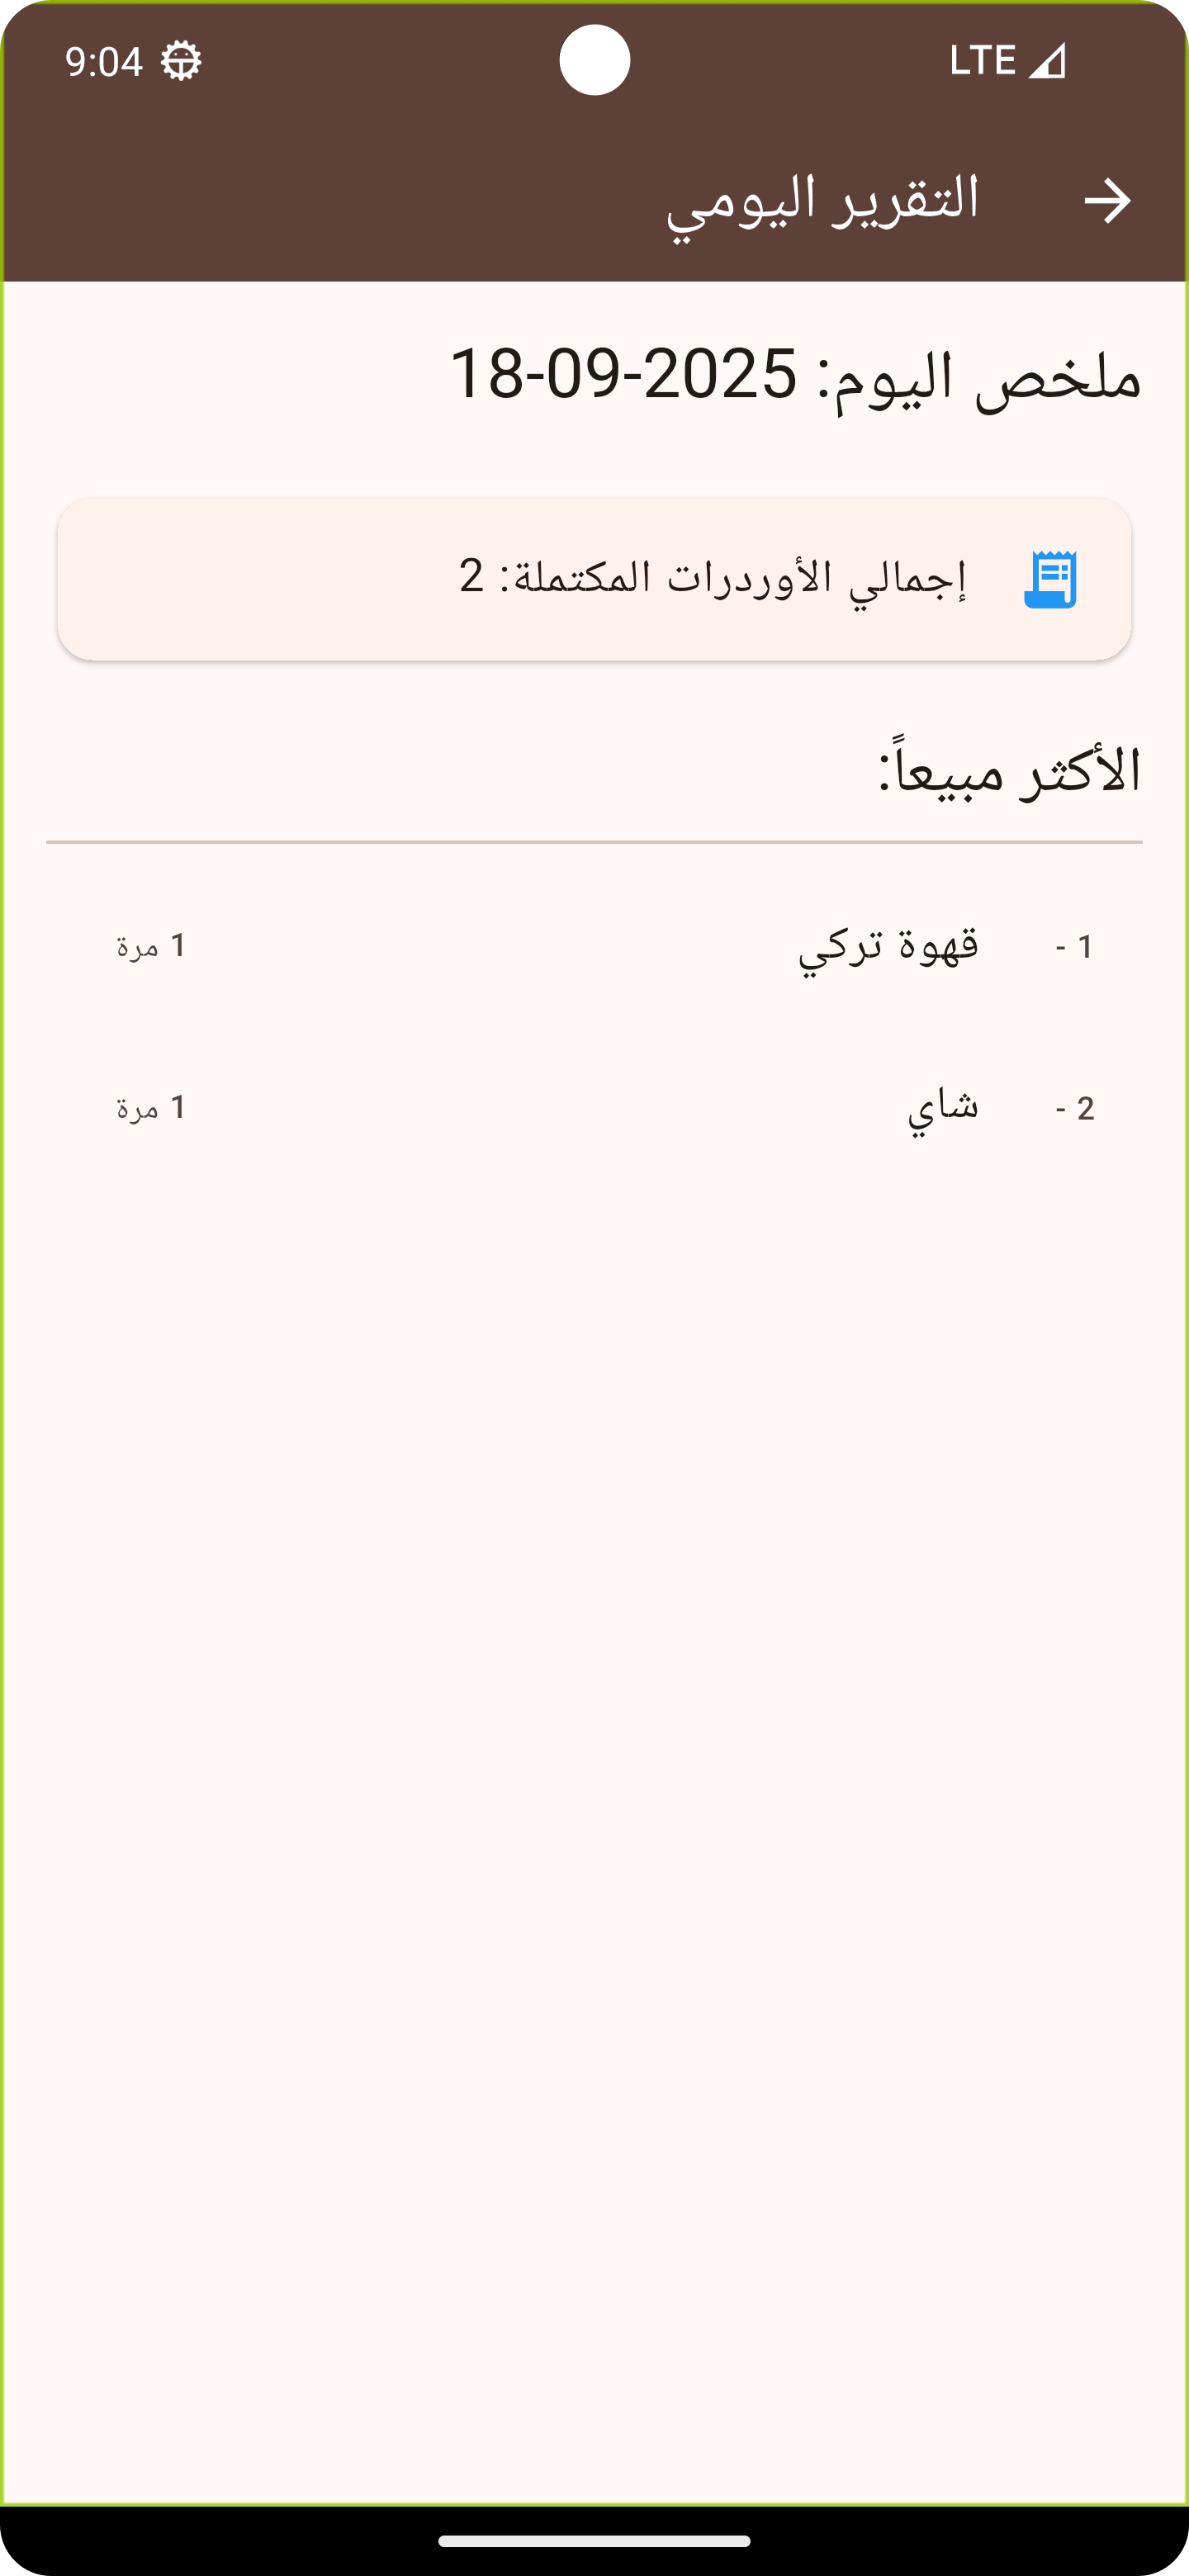 9:04 LTE
التقرير اليومي
ملخص اليوم: 2025-09-18
إجمالي الأوردرات المكتملة: 2
الأكثر مبيعاً:
1 - قهوة تركي 1 مرة
2 - شاي 1 مرة